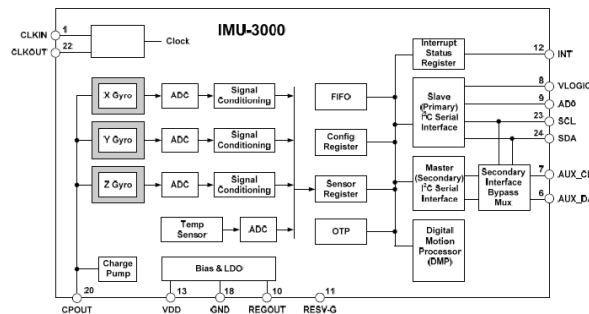 IMU-3000
CLKIN 1
CLKOUT 22
Clock
X Gyro
ADC
Signal
Conditioning
Y Gyro
ADC
Signal
Conditioning
Z Gyro
ADC
Signal
Conditioning
Temp
Sensor
ADC
Charge
Pump
Bias & LDO
FIFO
Config
Register
Sensor
Register
OTP
Interrupt
Status
Register
Slave
(Primary)
I²C Serial
Interface
Master
(Secondary)
I²C Serial
Interface
Digital
Motion
Processor
(DMP)
Secondary
Interface
Bypass
Mux
12 INT
8 VLOGIC
9 AD0
23 SCL
24 SDA
7 AUX_CL
6 AUX_DA
20
CPOUT
13
VDD
18
GND
10
REGOUT
11
RESV-G